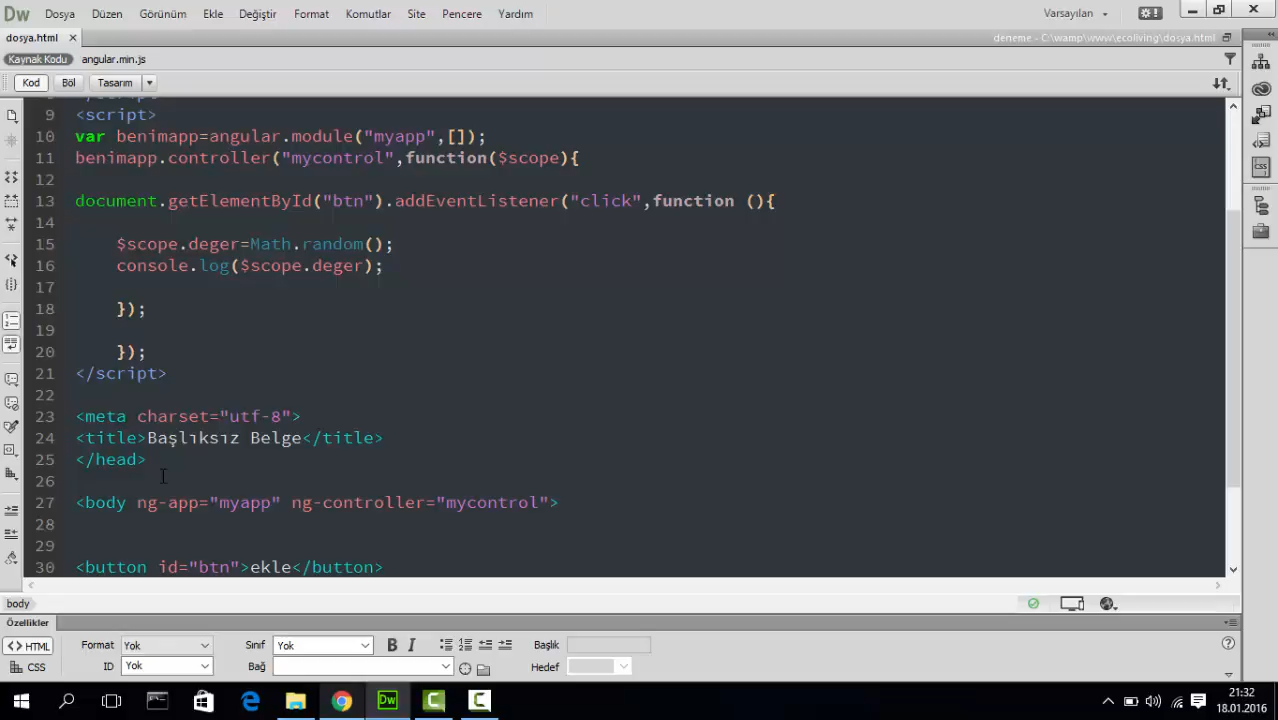 Dw Dosya Düzen Görünüm Ekle Değiştir Format Komutlar Site Pencere Yardım Varsayılan
dosya.html deneme - C:\wamp\www\ecoliving\dosya.html
Kaynak Kodu angular.min.js
Kod Böl Tasarım
9 <script>
10 var benimapp=angular.module("myapp",[]);
11 benimapp.controller("mycontrol",function($scope){
12
13 document.getElementById("btn").addEventListener("click",function (){
14
15 $scope.deger=Math.random();
16 console.log($scope.deger);
17
18 });
19
20 });
21 </script>
22
23 <meta charset="utf-8">
24 <title>Başlıksız Belge</title>
25 </head>
26
27 <body ng-app="myapp" ng-controller="mycontrol">
28
29
30 <button id="btn">ekle</button>
body
Özellikler
<> HTML Format Yok Sınıf Yok B I Başlık
CSS ID Yok Bağ Hedef
Dw
21:32
18.01.2016